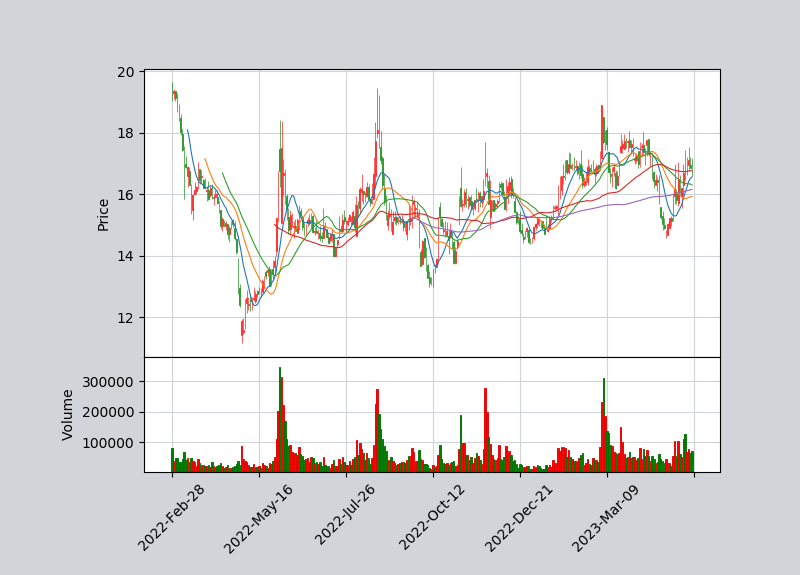 20
18
16
14
12
Price
300000
200000
100000
Volume
2022-Feb-28
2022-May-16
2022-Jul-26
2022-Oct-12
2022-Dec-21
2023-Mar-09